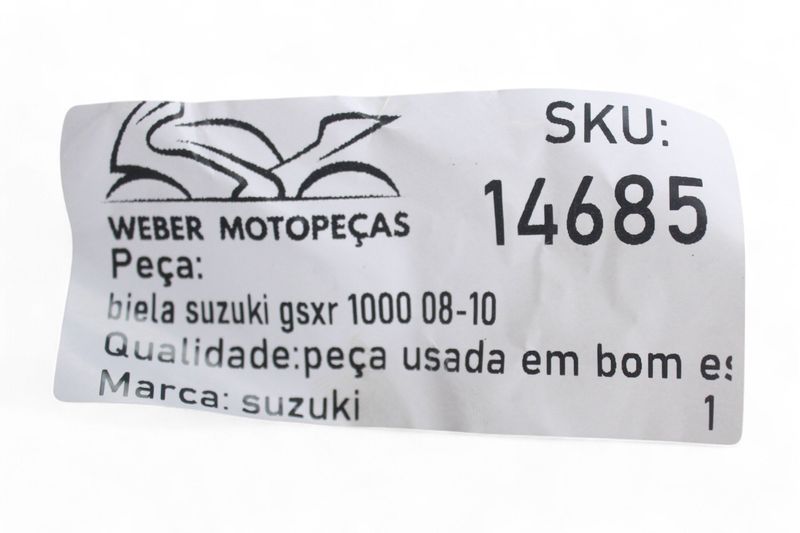 WEBER MOTOPEÇAS
SKU:
14685
Peça:
biela suzuki gsxr 1000 08-10
Qualidade:peça usada em bom es
Marca: suzuki
1